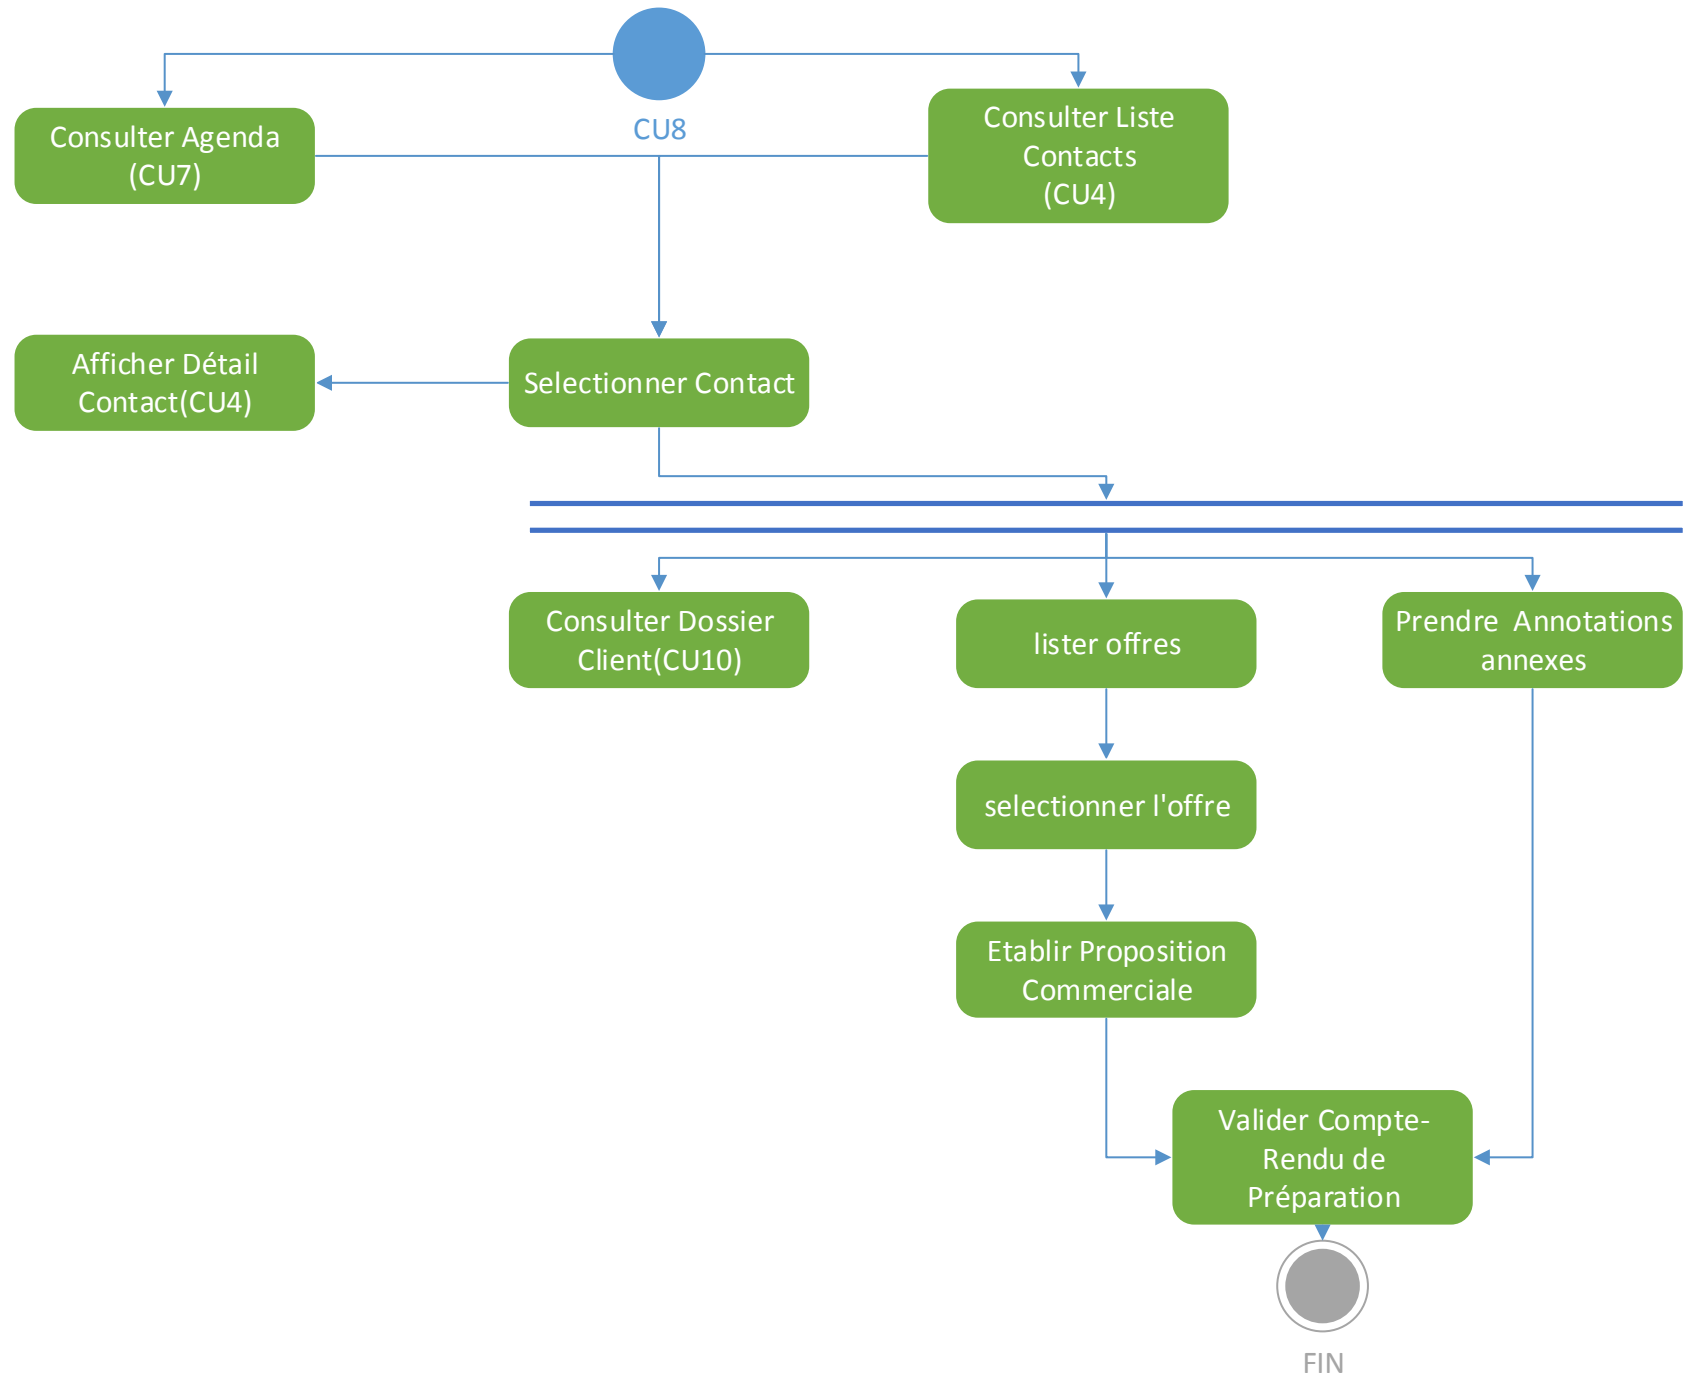 CU8
Consulter Agenda
(CU7)
Consulter Liste
Contacts
(CU4)
Afficher Détail
Contact(CU4)
Selectionner Contact
Consulter Dossier
Client(CU10)
lister offres
Prendre Annotations
annexes
selectionner l'offre
Etablir Proposition
Commerciale
Valider Compte-
Rendu de
Préparation
FIN